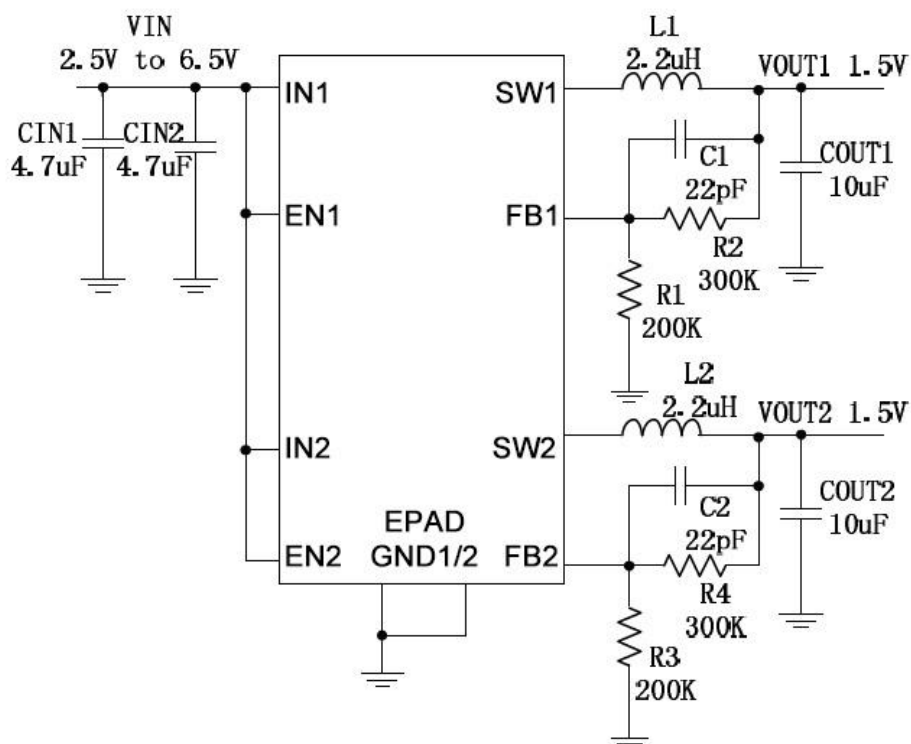 VIN
2.5V to 6.5V
CIN1
4.7uF
CIN2
4.7uF
IN1
EN1
IN2
EN2
EPAD
GND1/2
SW1
FB1
SW2
FB2
L1
2.2uH
VOUT1 1.5V
C1
22pF
R2
300K
R1
200K
COUT1
10uF
L2
2.2uH
VOUT2 1.5V
C2
22pF
R4
300K
R3
200K
COUT2
10uF